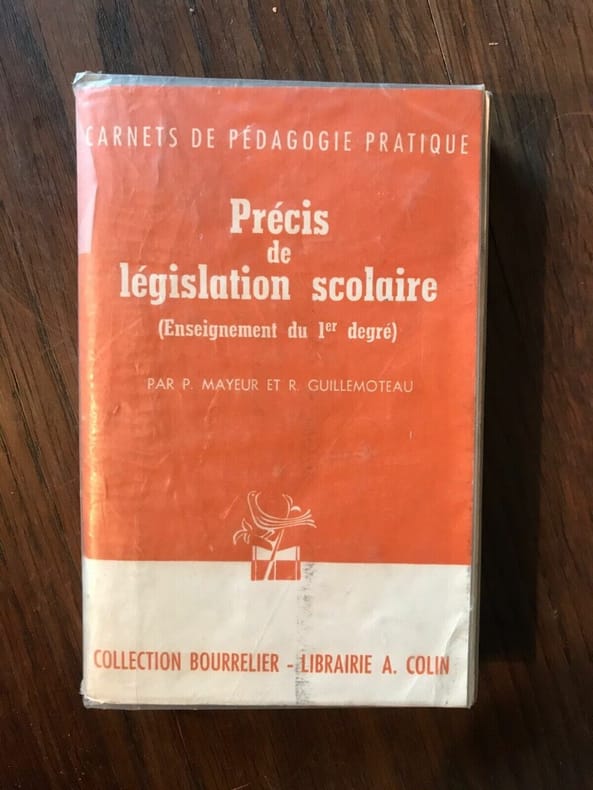 CARNETS DE PÉDAGOGIE PRATIQUE
Précis
de
législation scolaire
(Enseignement du 1er degré)
PAR P. MAYEUR ET R. GUILLEMOTEAU
COLLECTION BOURRELIER - LIBRAIRIE A. COLIN